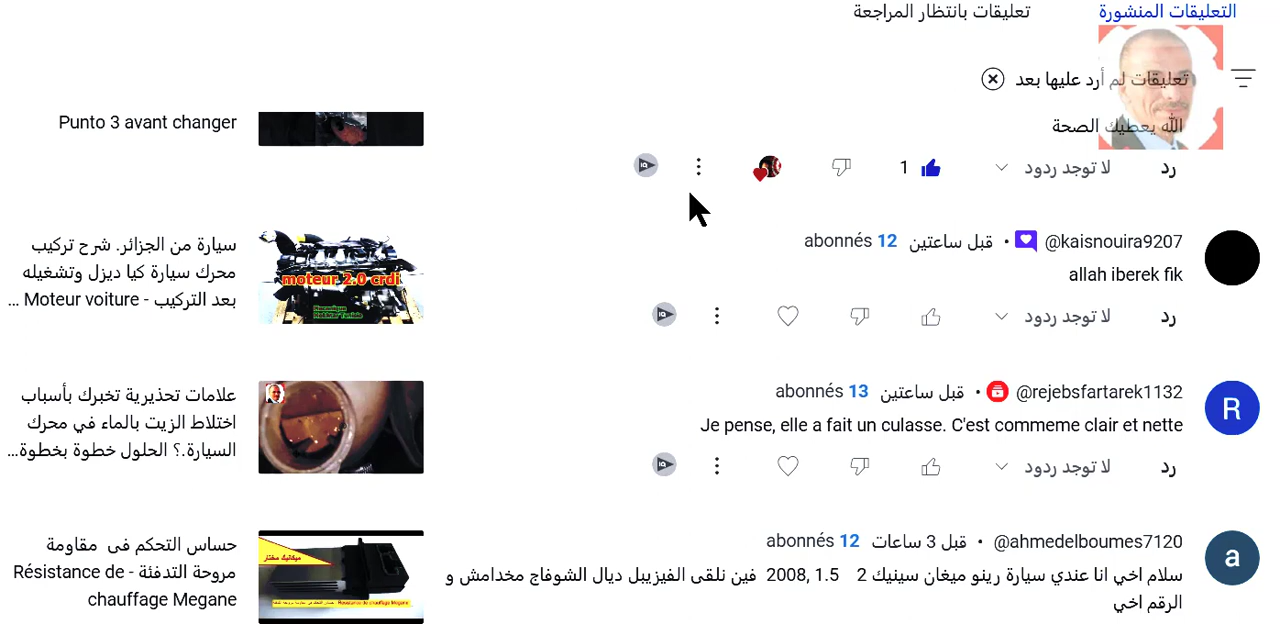 التعليقات المنشورة
تعليقات بانتظار المراجعة
تعليقات لم أرد عليها بعد
الله يعطيك الصحة
رد
لا توجد ردود
1
Punto 3 avant changer
@kaisnouira9207 • قبل ساعتين 12 abonnés
allah iberek fik
رد
لا توجد ردود
سيارة من الجزائر. شرح تركيب
محرك سيارة كيا ديزل وتشغيله
بعد التركيب - Moteur voiture ...
moteur 2.0 crdi
@rejebsfartarek1132 • قبل ساعتين 13 abonnés
R
Je pense, elle a fait un culasse. C'est commeme clair et nette
رد
لا توجد ردود
علامات تحذيرية تخبرك بأسباب
اختلاط الزيت بالماء في محرك
السيارة.؟ الحلول خطوة بخطوة...
@ahmedelboumes7120 • قبل 3 ساعات 12 abonnés
a
سلام اخي انا عندي سيارة رينو ميغان سينيك 2 2008, 1.5 فين نلقى الفيزيبل ديال الشوفاج مخدامش و
الرقم اخي
حساس التحكم فى مقاومة
مروحة التدفئة - Résistance de
chauffage Megane
ميكانيك مختار